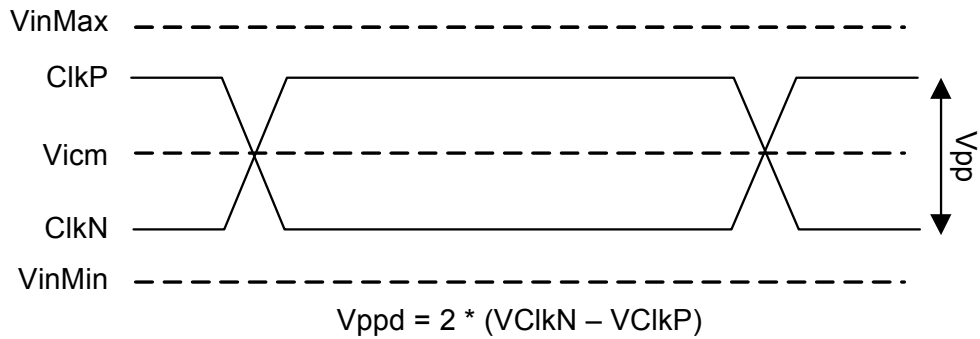 VinMax
ClkP
Vicm
ClkN
VinMin
Vpp
Vppd = 2 * (VClkN – VClkP)